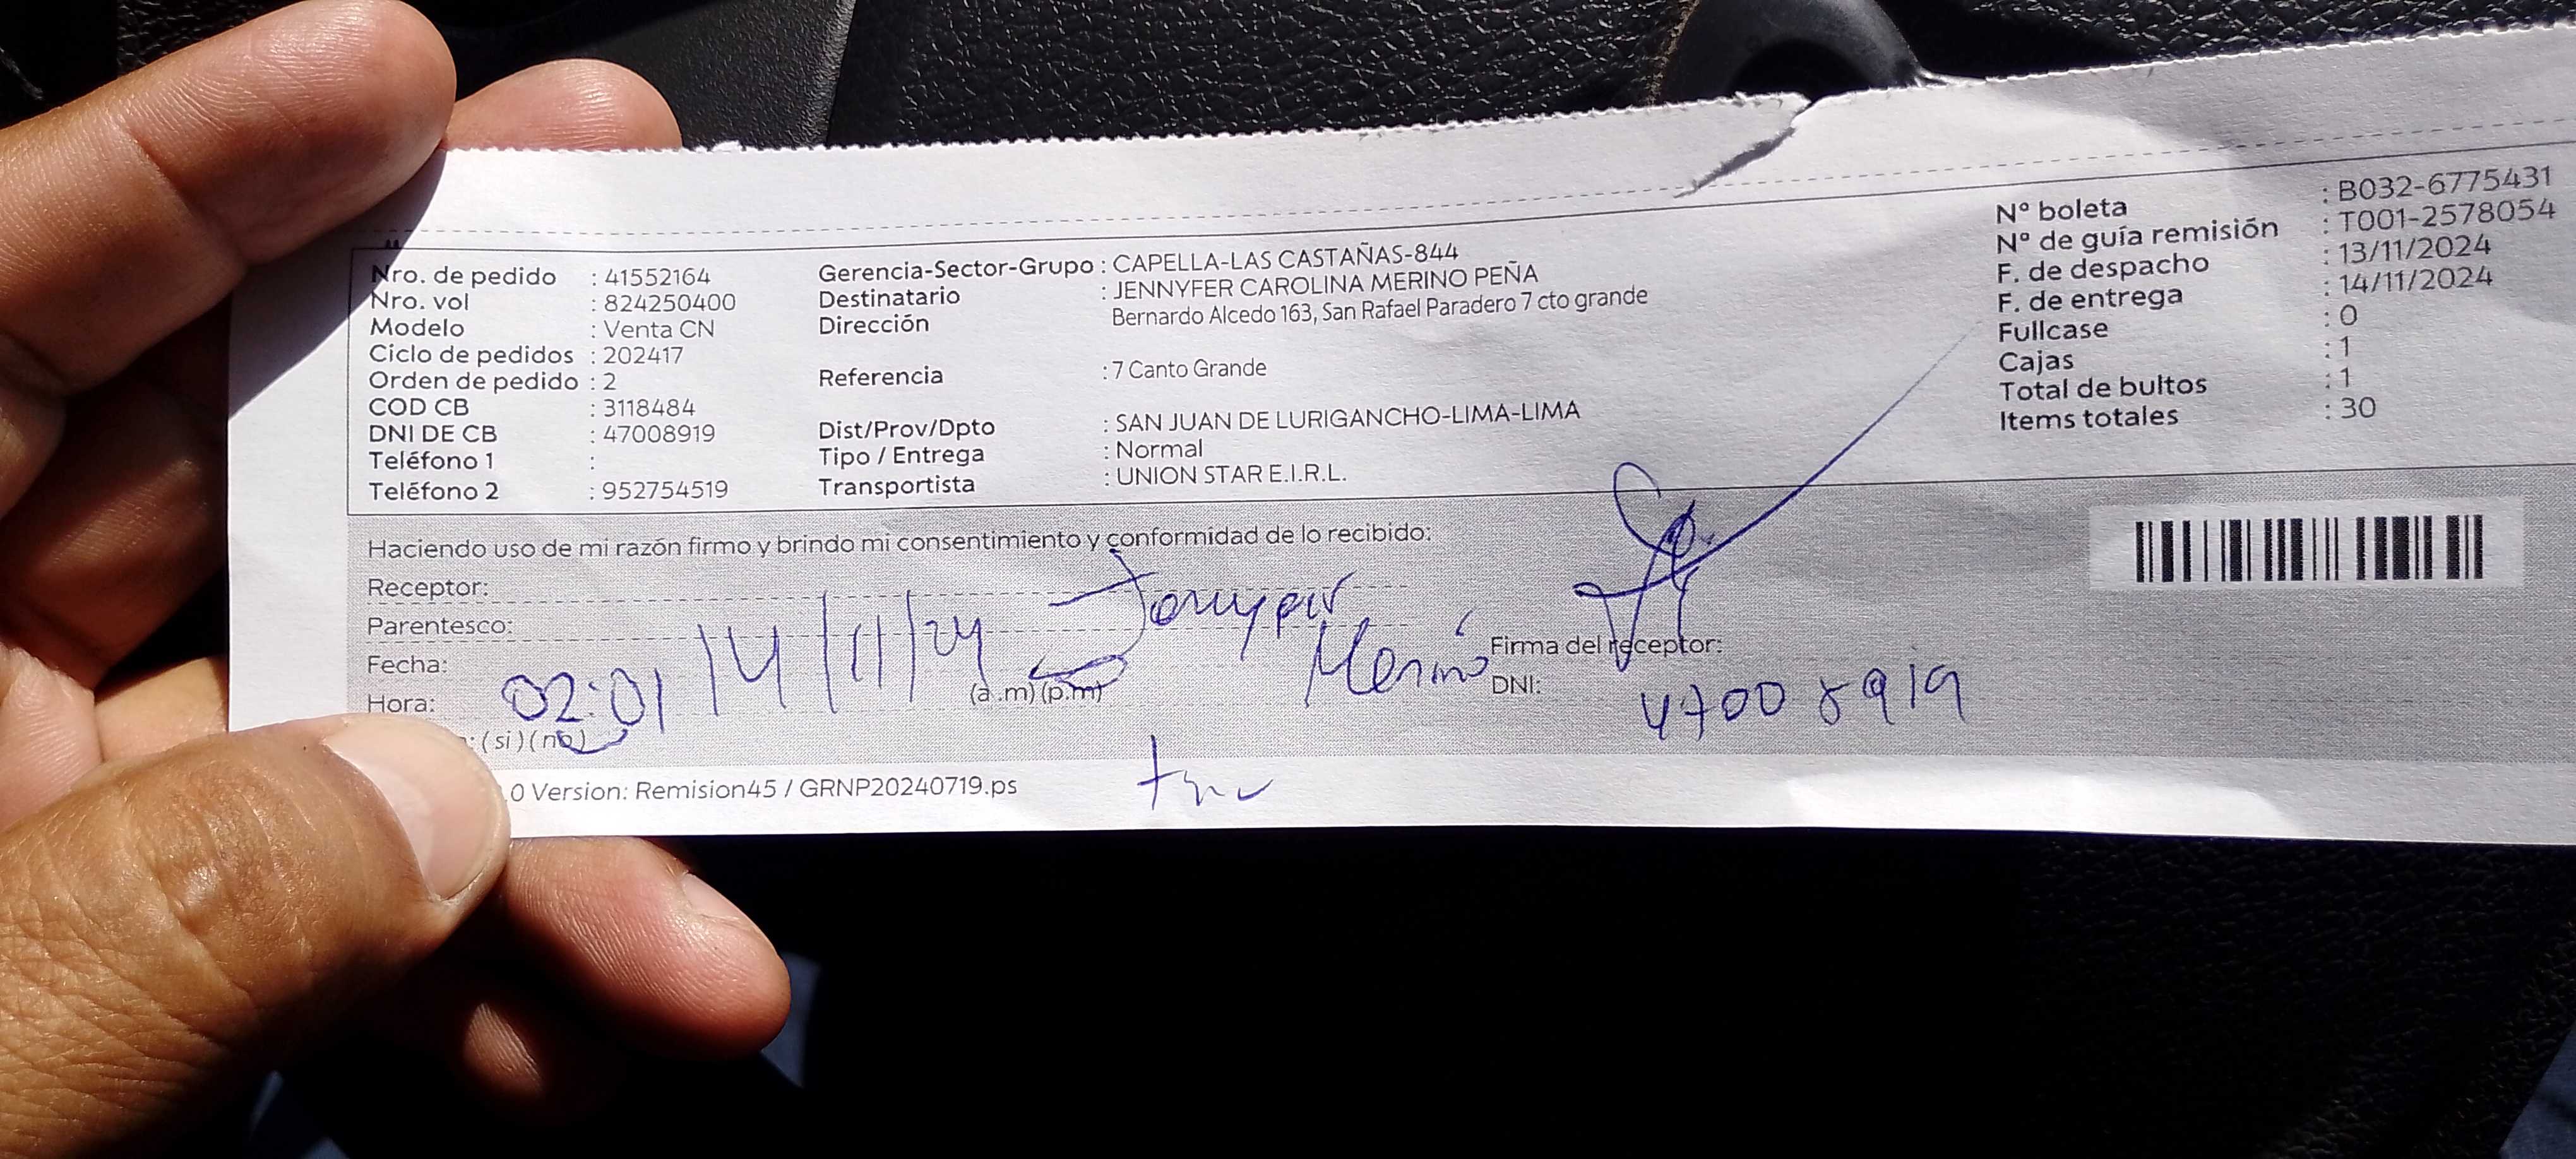 Nro. de pedido : 41552164
Nro. vol : 824250400
Modelo : Venta CN
Ciclo de pedidos : 202417
Orden de pedido : 2
COD CB : 3118484
DNI DE CB : 47008919
Teléfono 1 :
Teléfono 2 : 952754519
Gerencia-Sector-Grupo : CAPELLA-LAS CASTAÑAS-844
Destinatario : JENNYFER CAROLINA MERINO PEÑA
Dirección Bernardo Alcedo 163, San Rafael Paradero 7 cto grande
Referencia : 7 Canto Grande
Dist/Prov/Dpto : SAN JUAN DE LURIGANCHO-LIMA-LIMA
Tipo / Entrega : Normal
Transportista : UNION STAR E.I.R.L.
Nº boleta : B032-6775431
Nº de guía remisión : T001-2578054
F. de despacho : 13/11/2024
F. de entrega : 14/11/2024
Fullcase : 0
Cajas : 1
Total de bultos : 1
Items totales : 30
Haciendo uso de mi razón firmo y brindo mi consentimiento y conformidad de lo recibido:
Receptor:
Parentesco:
Fecha: 14/11/24
Hora: 02:01 (a.m) (p.m)
Merino
Firma del receptor:
DNI: 47008919
: (si) (no)
.0 Version: Remision45 / GRNP20240719.ps